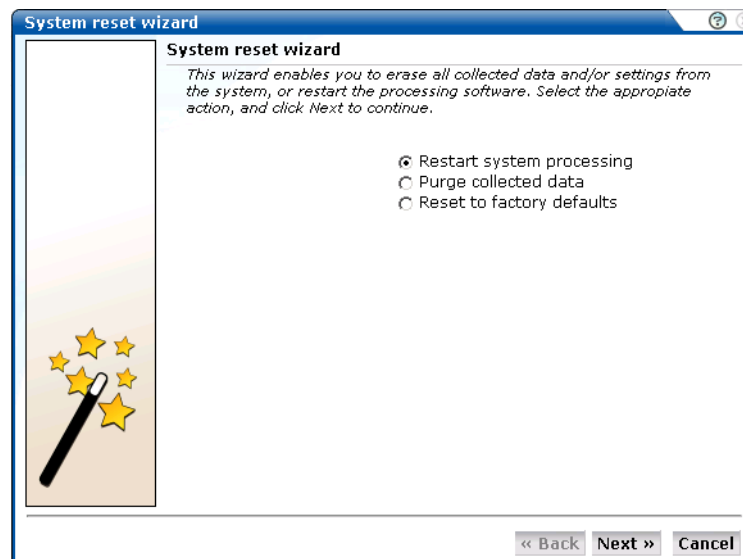 System reset wizard
System reset wizard
This wizard enables you to erase all collected data and/or settings from
the system, or restart the processing software. Select the appropiate
action, and click Next to continue.
Restart system processing
Purge collected data
Reset to factory defaults
« Back Next » Cancel